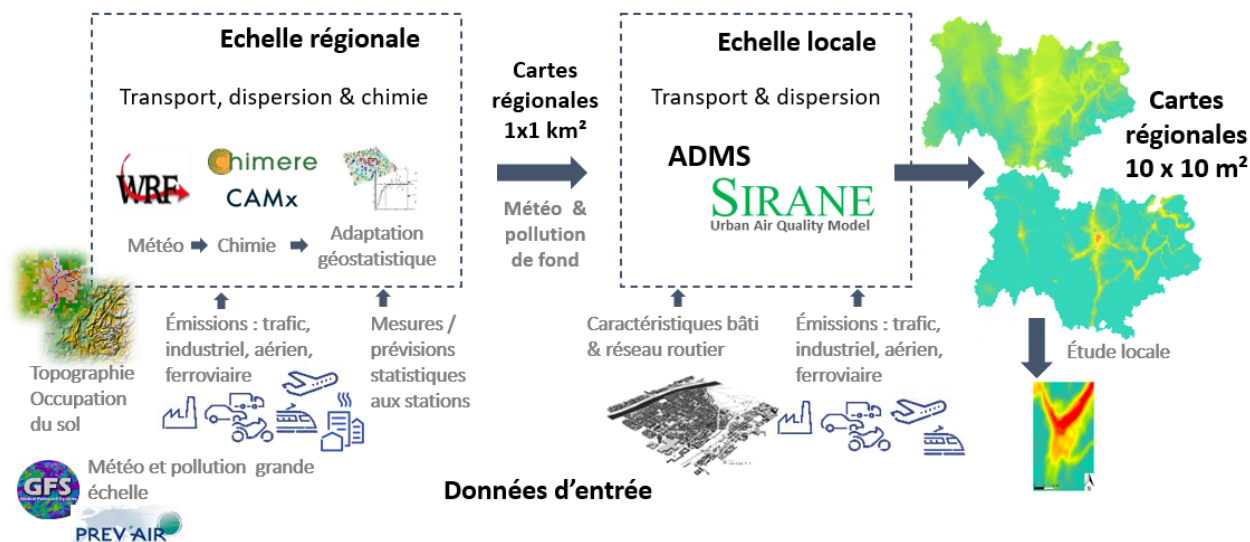 Echelle régionale
Transport, dispersion & chimie
WRF
Chimere
CAMx
Météo
Chimie
Adaptation
géostatistique
Cartes
régionales
1x1 km²
Météo &
pollution
de fond
Echelle locale
Transport & dispersion
ADMS
SIRANE
Urban Air Quality Model
Cartes
régionales
10 x 10 m²
Topographie
Occupation
du sol
Émissions : trafic,
industriel, aérien,
ferroviaire
Mesures /
prévisions
statistiques
aux stations
Caractéristiques bâti
& réseau routier
Émissions : trafic,
industriel, aérien,
ferroviaire
Étude locale
Météo et pollution grande
échelle
GFS
PREV'AIR
Données d'entrée
N